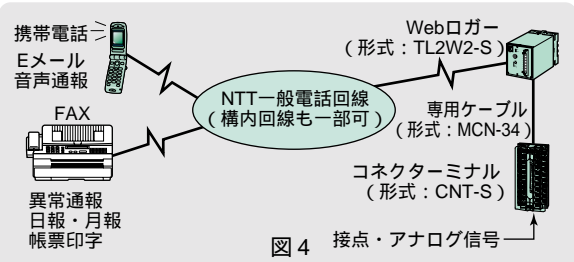 携帯電話
Eメール
音声通報
FAX
異常通報
日報・月報
帳票印字
NTT一般電話回線
(構内回線も一部可)
Webロガー
(形式:TL2W2-S)
専用ケーブル
(形式:MCN-34)
コネクターミナル
(形式:CNT-S)
接点・アナログ信号
図4